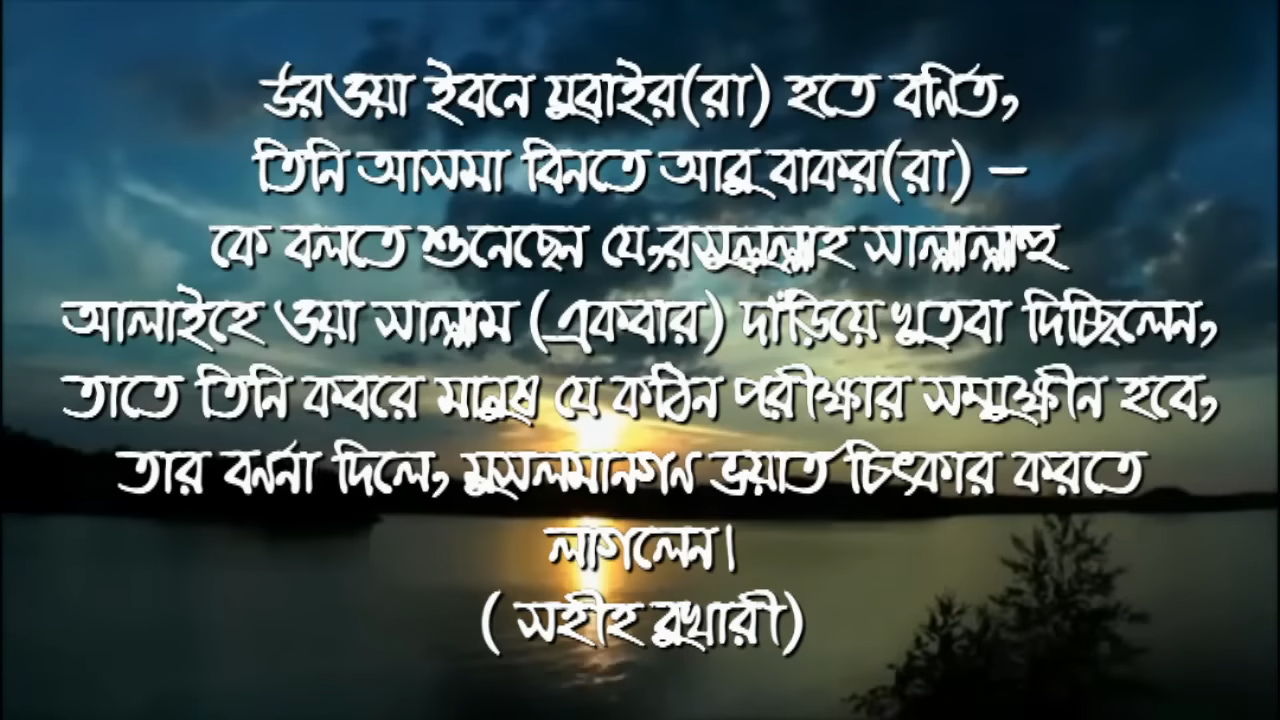 উরওয়া ইবনে যুবাইর(রা) হতে বর্ণিত,
তিনি আসমা বিনতে আবু বাকর(রা) –
কে বলতে শুনেছেন যে,রসুলুল্লাহ সাল্লাল্লাহু
আলাইহে ওয়া সাল্লাম (একবার) দাঁড়িয়ে খুতবা দিচ্ছিলেন,
তাতে তিনি কবরে মানুষ যে কঠিন পরীক্ষার সম্মুক্ষীন হবে,
তার বর্ণনা দিলে, মুসলমানগণ ভয়ার্ত চিৎকার করতে
লাগলেন।
( সহীহ বুখারী)